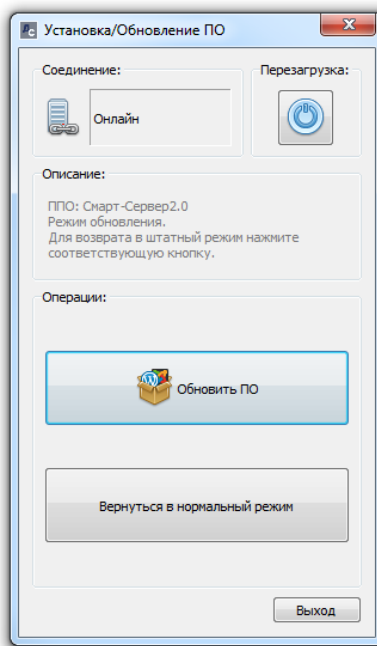 Установка/Обновление ПО
Соединение:
Перезагрузка:
Онлайн
Описание:
ППО: Смарт-Сервер2.0
Режим обновления.
Для возврата в штатный режим нажмите
соответствующую кнопку.
Операции:
Обновить ПО
Вернуться в нормальный режим
Выход